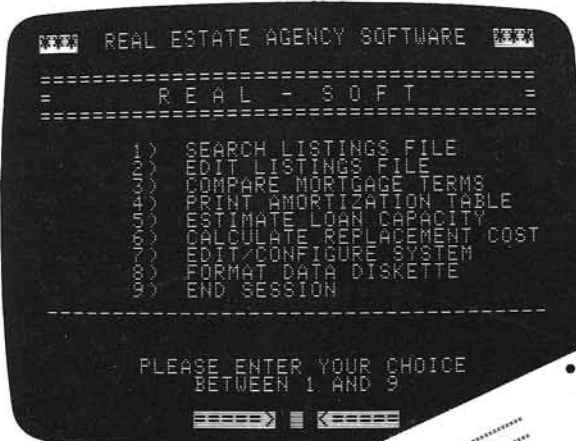 REAL ESTATE AGENCY SOFTWARE
=========================================
= R E A L - S O F T =
=========================================
1) SEARCH LISTINGS FILE
2) EDIT LISTINGS FILE
3) COMPARE MORTGAGE TERMS
4) PRINT AMORTIZATION TABLE
5) ESTIMATE LOAN CAPACITY
6) CALCULATE REPLACEMENT COST
7) EDIT/CONFIGURE SYSTEM
8) FORMAT DATA DISKETTE
9) END SESSION
-----------------------------------------
PLEASE ENTER YOUR CHOICE
BETWEEN 1 AND 9
=====> <=====